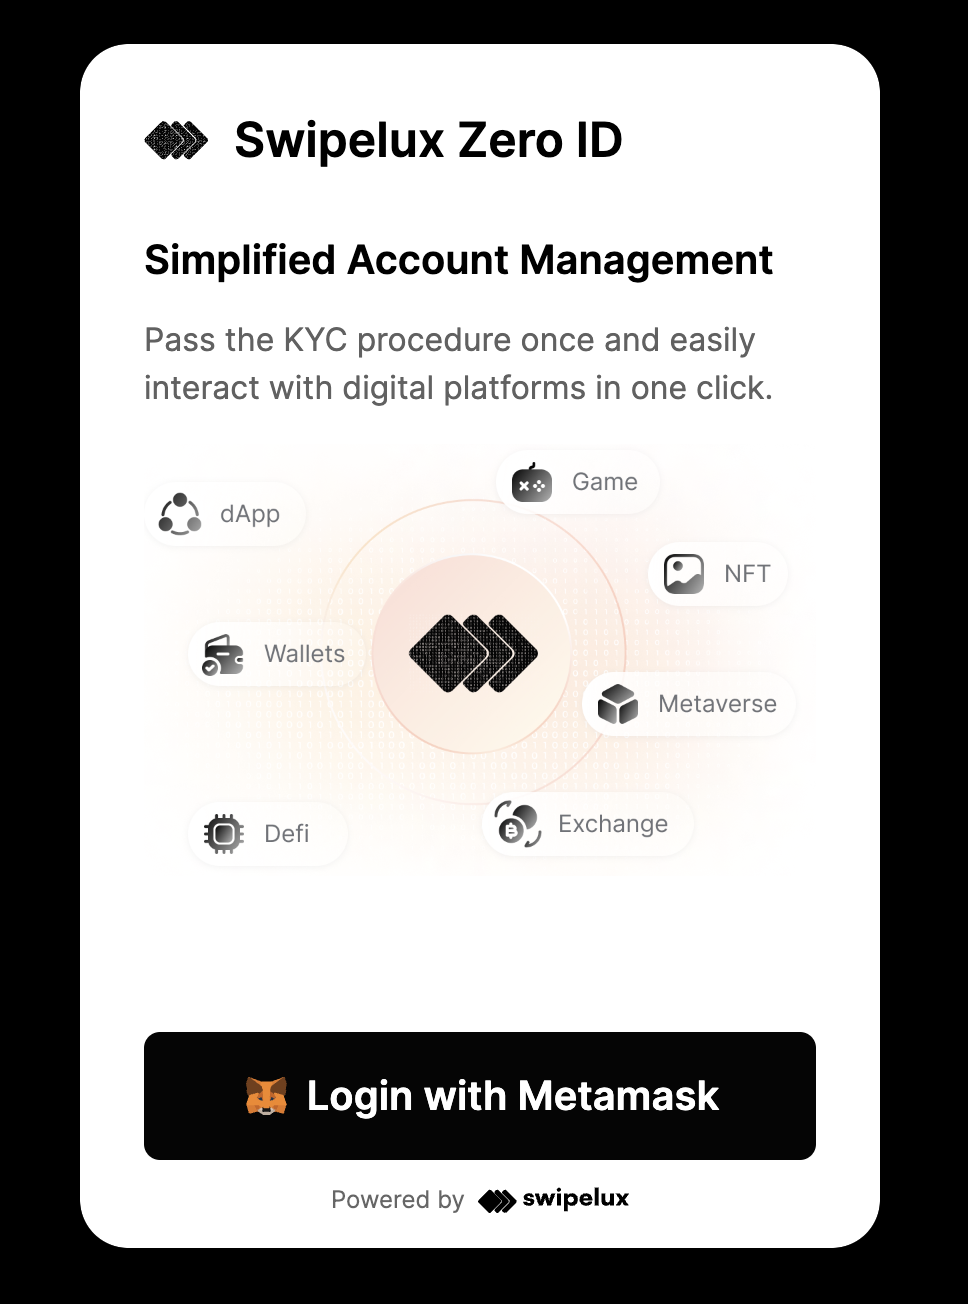 Swipelux Zero ID
Simplified Account Management
Pass the KYC procedure once and easily
interact with digital platforms in one click.
Game
dApp
NFT
Wallets
Metaverse
Exchange
Defi
Login with Metamask
Powered by swipelux